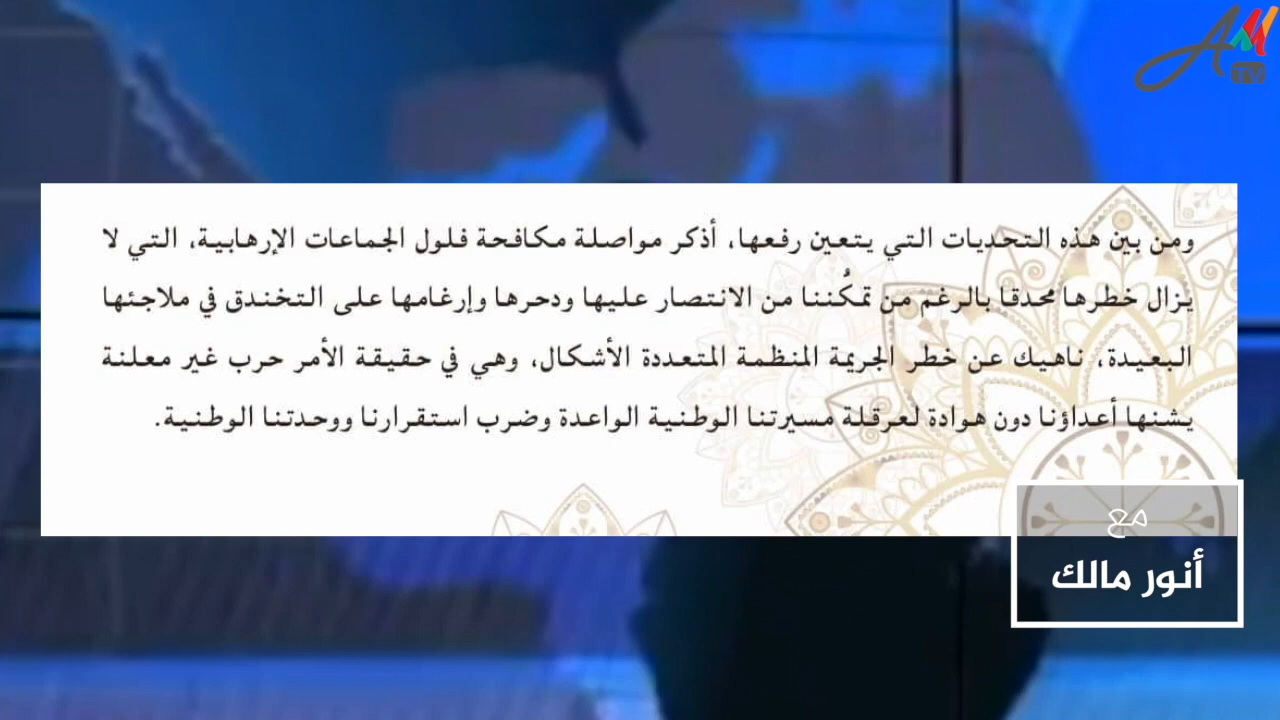 AM
TV
ومن بين هذه التحديات التي يتعين رفعها، أذكر مواصلة مكافحة فلول الجماعات الإرهابية، التي لا
يزال خطرها محدقا بالرغم من تمكُننا من الانتصار عليها ودحرها وإرغامها على التخندق في ملاجئها
البعيدة، ناهيك عن خطر الجريمة المنظمة المتعددة الأشكال، وهي في حقيقة الأمر حرب غير معلنة
يشنها أعداؤنا دون هوادة لعرقلة مسيرتنا الوطنية الواعدة وضرب استقرارنا ووحدتنا الوطنية.
مع
أنور مالك